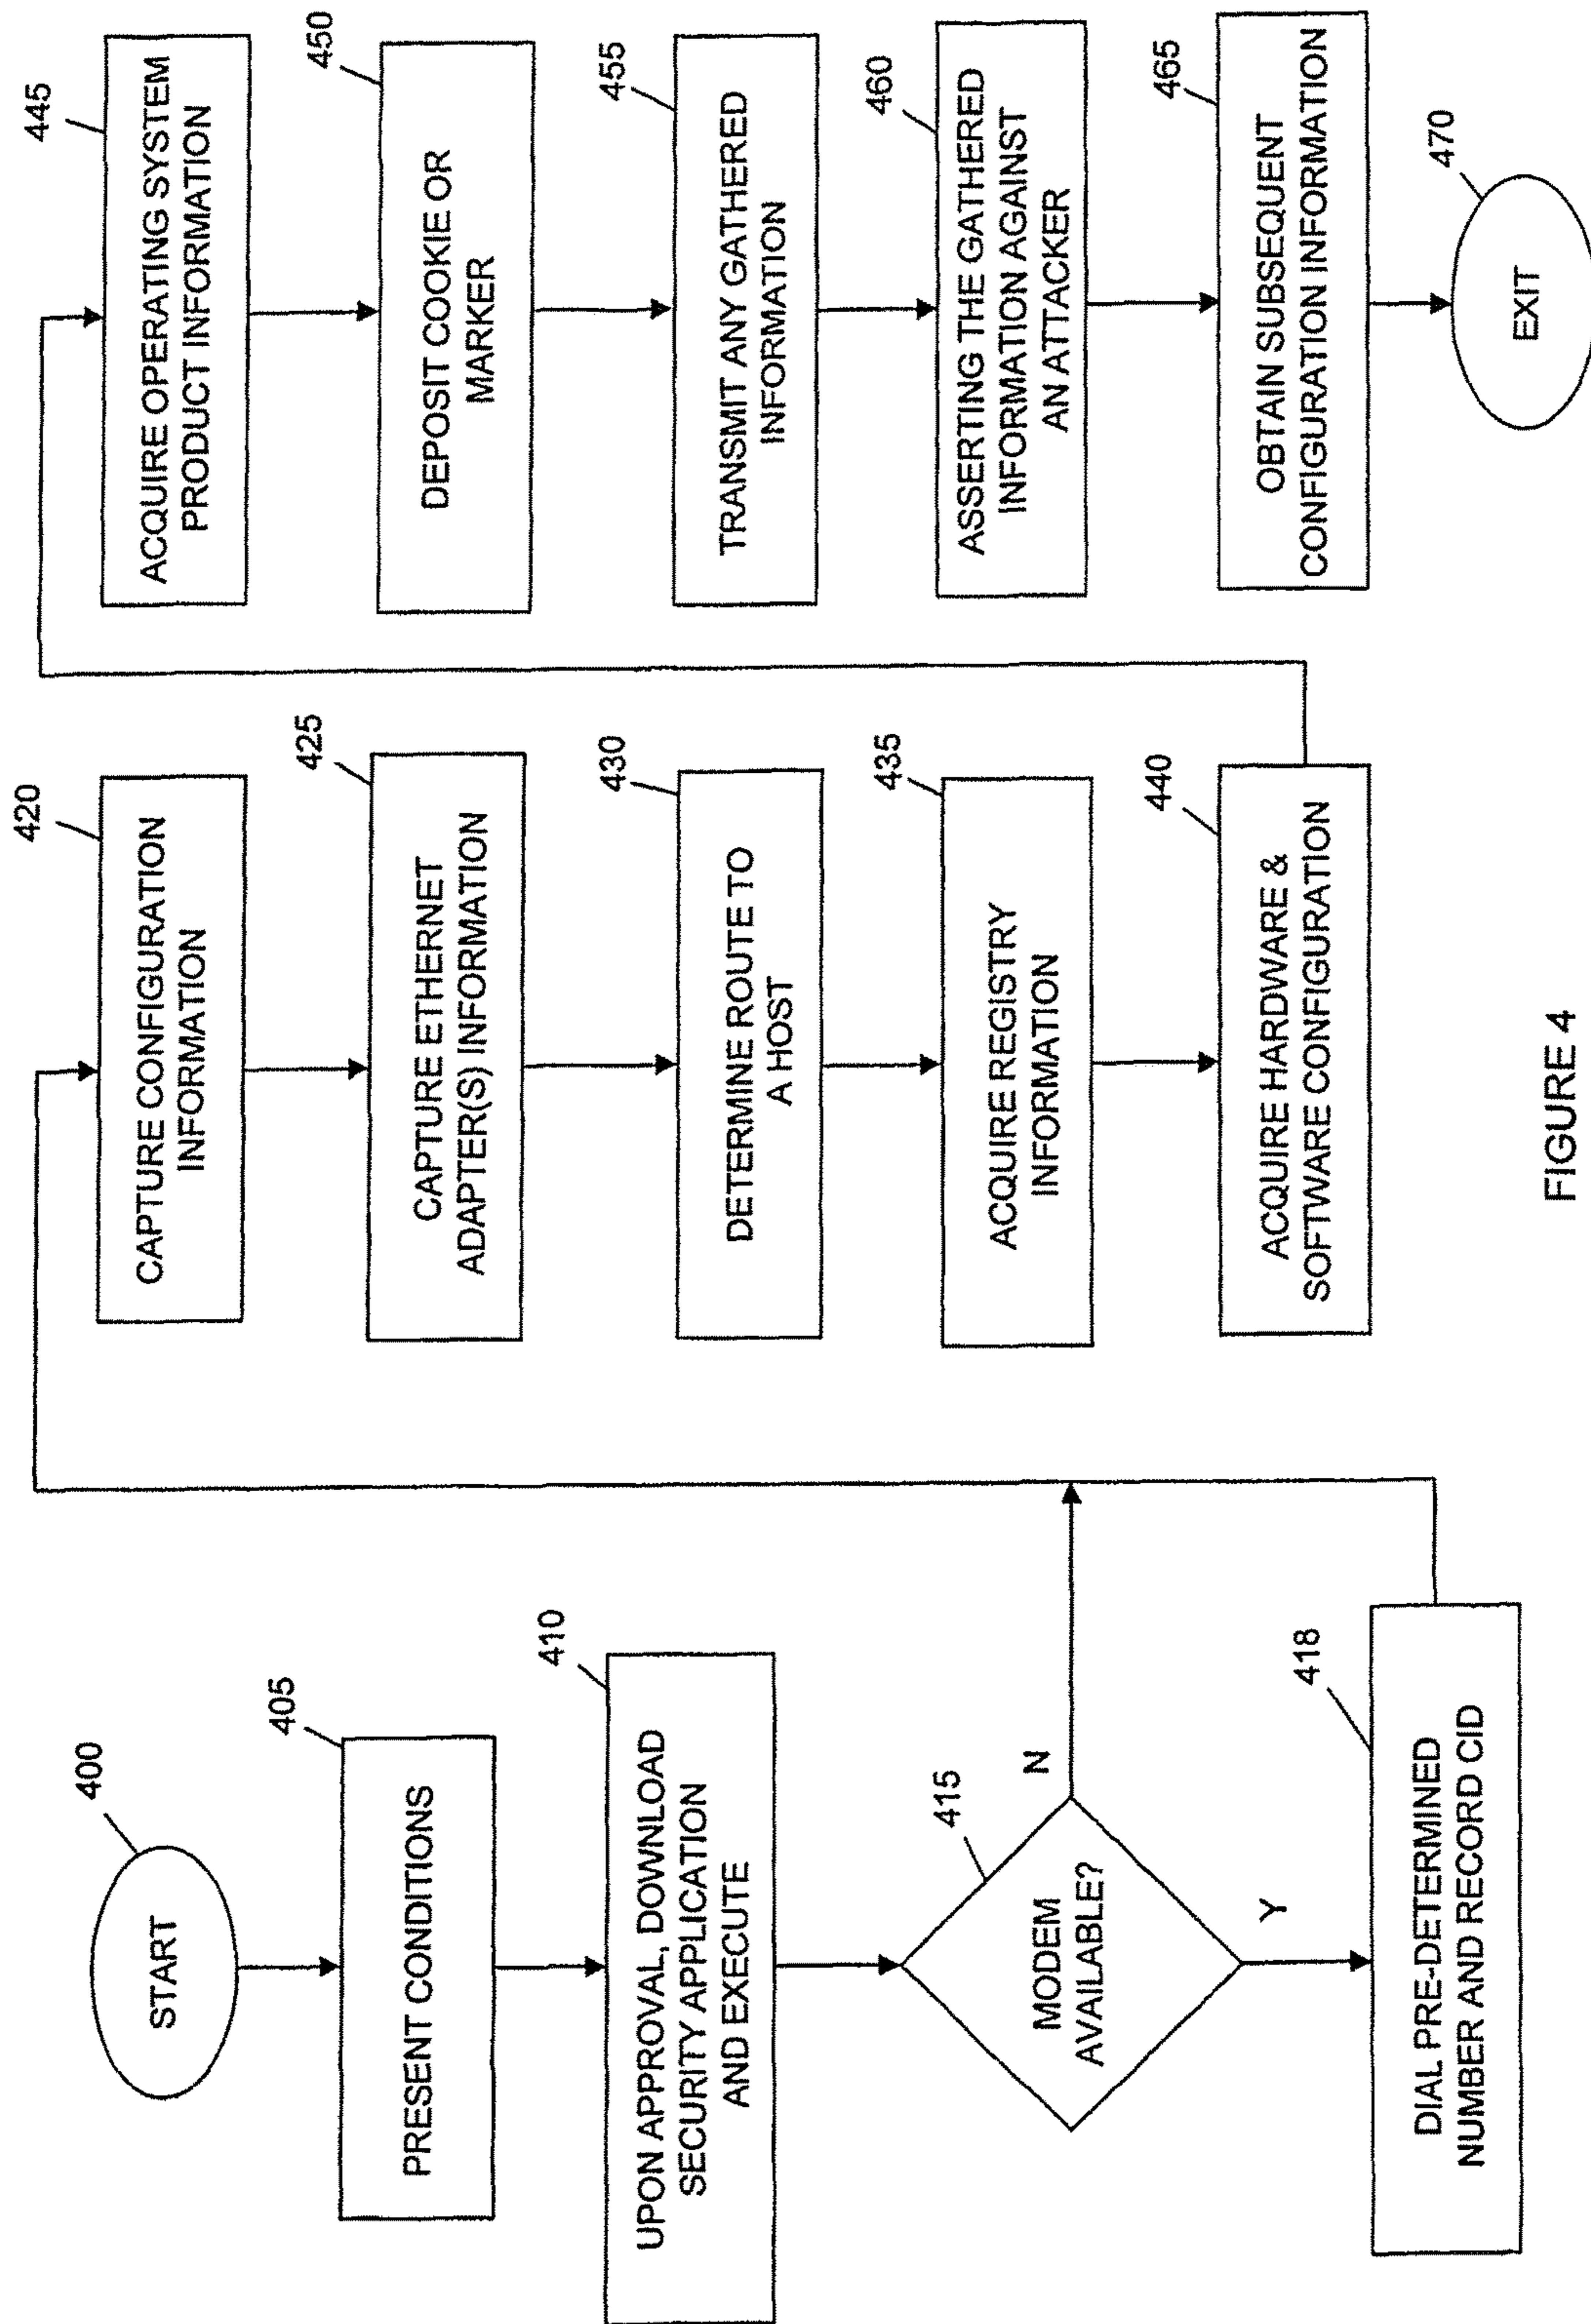 400
START
405
PRESENT CONDITIONS
410
UPON APPROVAL, DOWNLOAD
SECURITY APPLICATION
AND EXECUTE
415
MODEM
AVAILABLE?
N
Y
418
DIAL PRE-DETERMINED
NUMBER AND RECORD CID
420
CAPTURE CONFIGURATION
INFORMATION
425
CAPTURE ETHERNET
ADAPTER(S) INFORMATION
430
DETERMINE ROUTE TO
A HOST
435
ACQUIRE REGISTRY
INFORMATION
440
ACQUIRE HARDWARE &
SOFTWARE CONFIGURATION
445
ACQUIRE OPERATING SYSTEM
PRODUCT INFORMATION
450
DEPOSIT COOKIE OR
MARKER
455
TRANSMIT ANY GATHERED
INFORMATION
460
ASSERTING THE GATHERED
INFORMATION AGAINST
AN ATTACKER
465
OBTAIN SUBSEQUENT
CONFIGURATION INFORMATION
470
EXIT
FIGURE 4